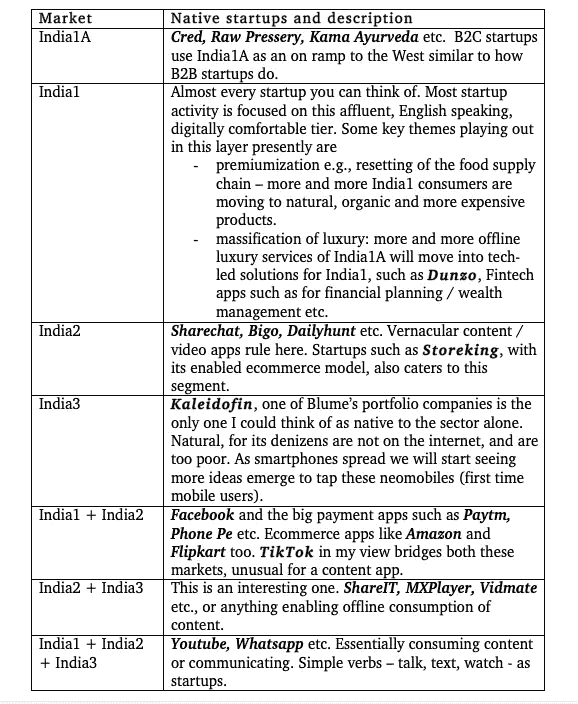 Market
Native startups and description
India1A
Cred, Raw Pressery, Kama Ayurveda etc.  B2C startups
use India1A as an on ramp to the West similar to how
B2B startups do.
India1
Almost every startup you can think of. Most startup
activity is focused on this affluent, English speaking,
digitally comfortable tier. Some key themes playing out
in this layer presently are
- premiumization e.g., resetting of the food supply
chain – more and more India1 consumers are
moving to natural, organic and more expensive
products.
- massification of luxury: more and more offline
luxury services of India1A will move into tech-
led solutions for India1, such as Dunzo, Fintech
apps such as for financial planning / wealth
management etc.
India2
Sharechat, Bigo, Dailyhunt etc. Vernacular content /
video apps rule here. Startups such as Storeking, with
its enabled ecommerce model, also caters to this
segment.
India3
Kaleidofin, one of Blume’s portfolio companies is the
only one I could think of as native to the sector alone.
Natural, for its denizens are not on the internet, and are
too poor. As smartphones spread we will start seeing
more ideas emerge to tap these neomobiles (first time
mobile users).
India1 + India2
Facebook and the big payment apps such as Paytm,
Phone Pe etc. Ecommerce apps like Amazon and
Flipkart too. TikTok in my view bridges both these
markets, unusual for a content app.
India2 + India3
This is an interesting one. ShareIT, MXPlayer, Vidmate
etc., or anything enabling offline consumption of
content.
India1 + India2
+ India3
Youtube, Whatsapp etc. Essentially consuming content
or communicating. Simple verbs – talk, text, watch - as
startups.